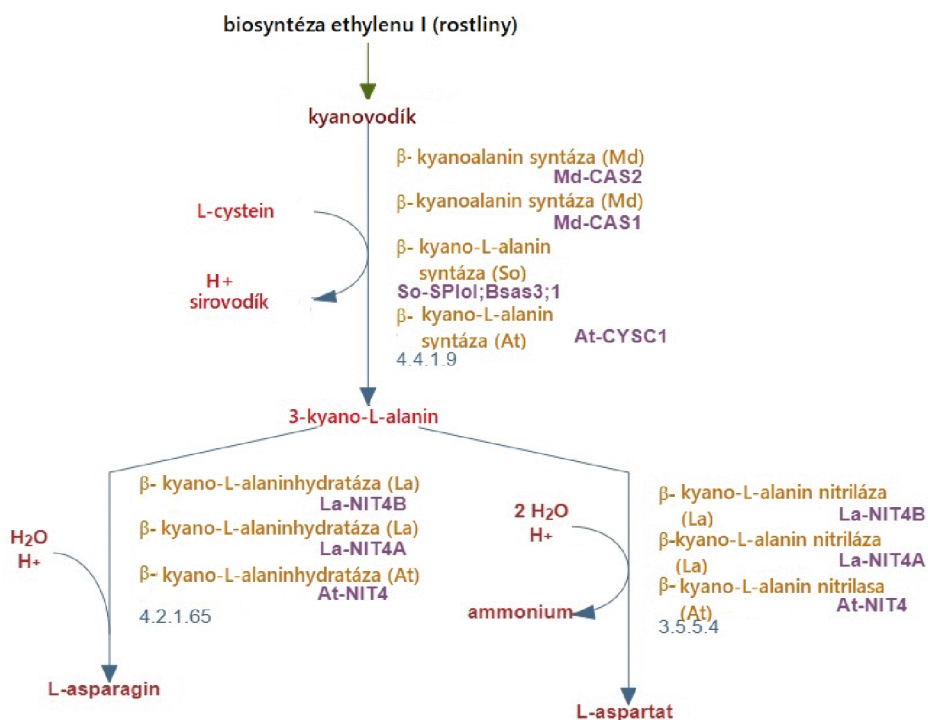 biosyntéza ethylenu I (rostliny)
kyanovodík
β- kyanoalanin syntáza (Md)
Md-CAS2
β- kyanoalanin syntáza (Md)
Md-CAS1
L-cystein
β- kyano-L-alanin
syntáza (So)
H+
sirovodík
So-SPIol;Bsas3;1
β- kyano-L-alanin
syntáza (At)
At-CYSC1
4.4.1.9
3-kyano-L-alanin
β- kyano-L-alaninhydratáza (La)
La-NIT4B
β- kyano-L-alaninhydratáza (La)
La-NIT4A
β- kyano-L-alaninhydratáza (At)
At-NIT4
4.2.1.65
H2O
H+
L-asparagin
2 H2O
H+
ammonium
β- kyano-L-alanin nitriláza
(La)
La-NIT4B
β-kyano-L-alanin nitriláza
(La)
La-NIT4A
β-kyano-L-alanin nitrilasa
(At)
At-NIT4
3.5.5.4
L-aspartat